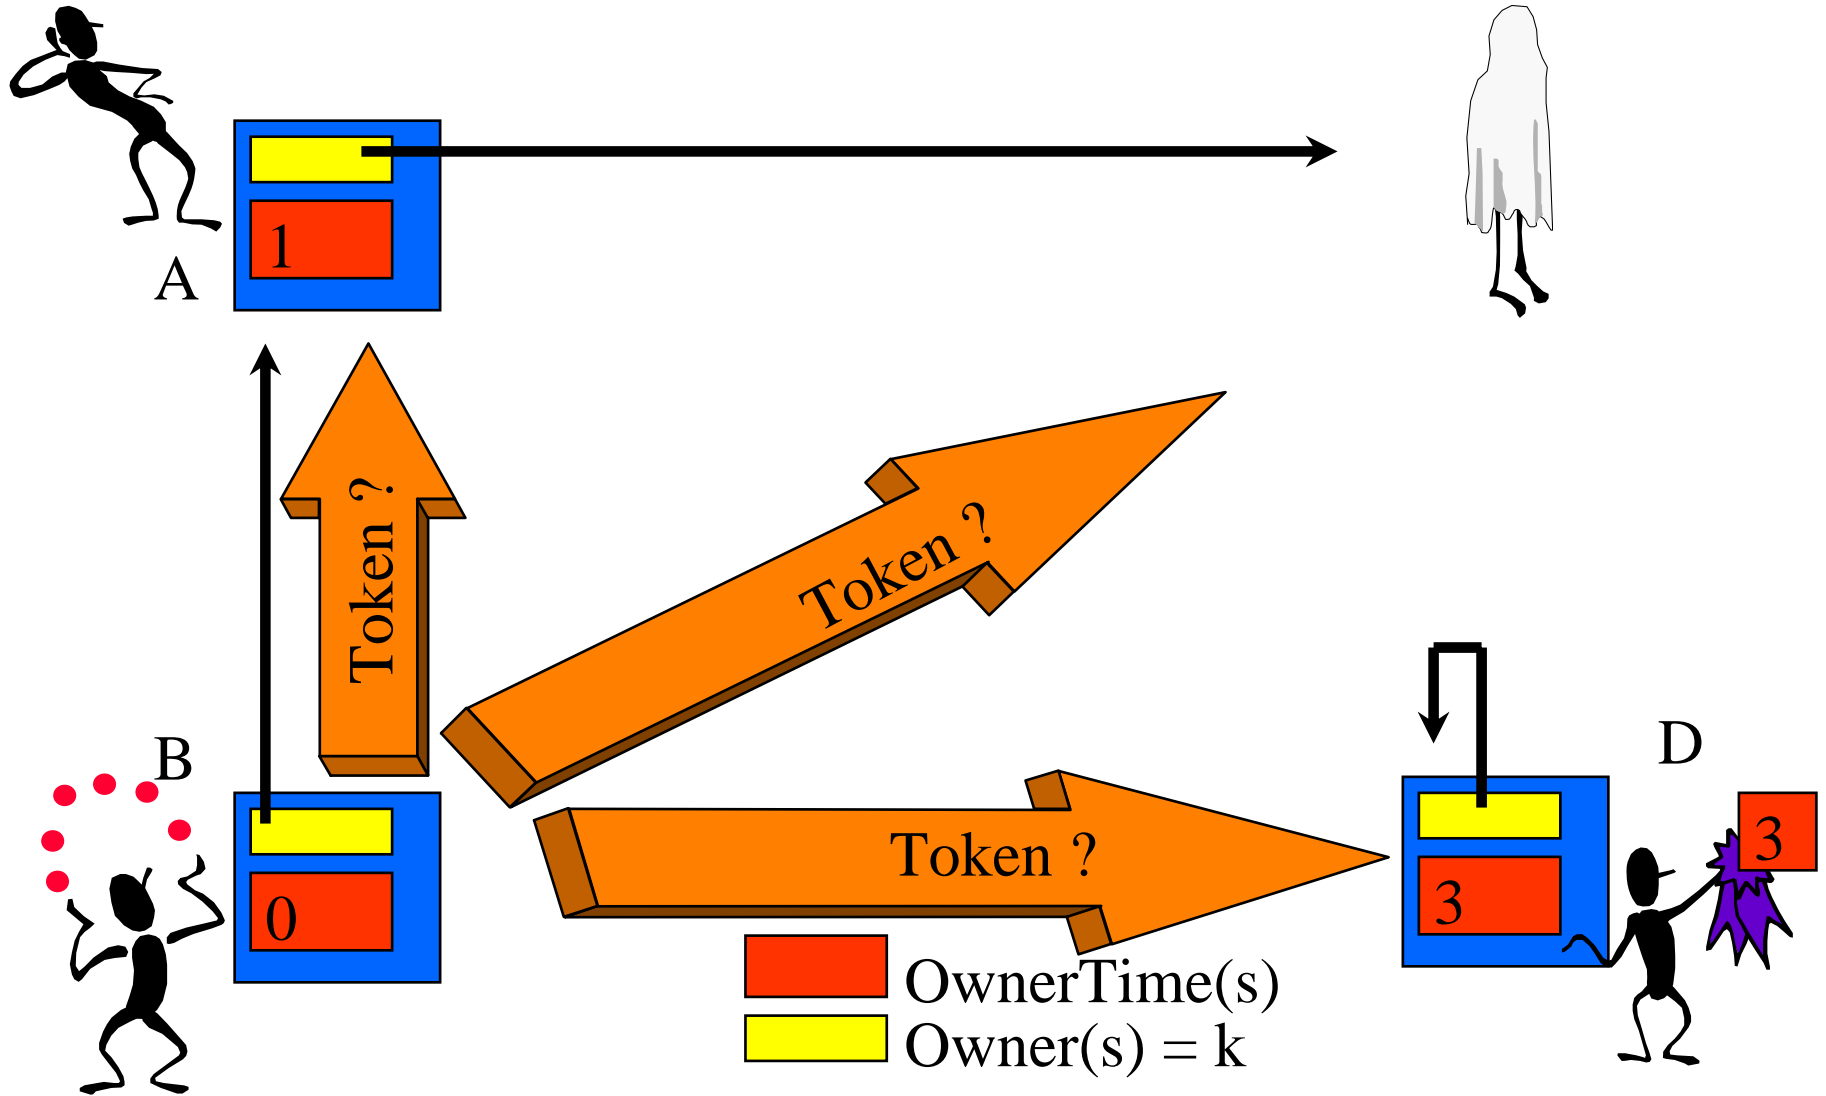 1
A
Token ?
Token ?
B
D
0
Token ?
3
3
OwnerTime(s)
Owner(s) = k